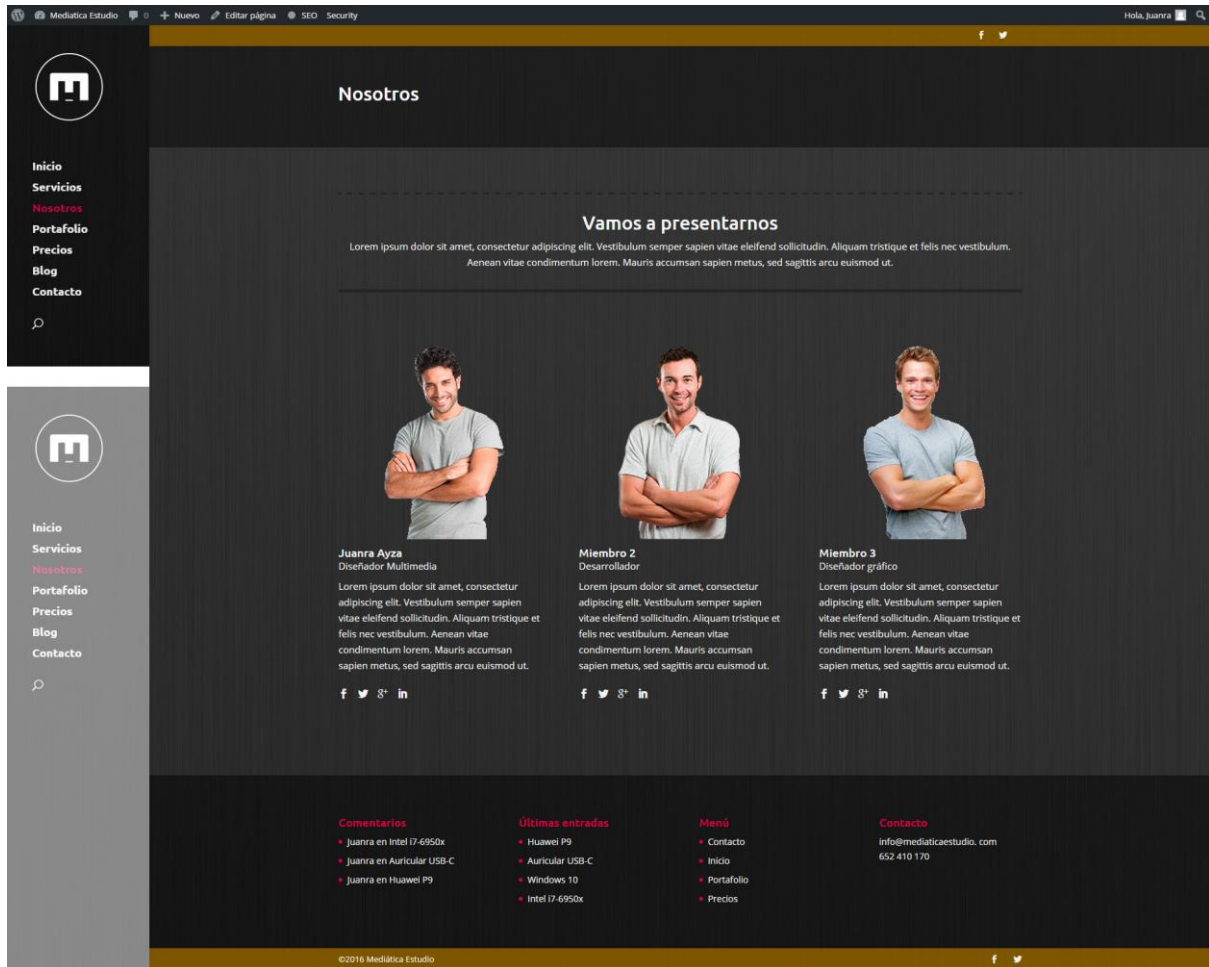 Mediatica Estudio 0 + Nuevo Editar página SEO Security Hola, Juanra
Inicio
Servicios
Nosotros
Portafolio
Precios
Blog
Contacto
Inicio
Servicios
Nosotros
Portafolio
Precios
Blog
Contacto
Nosotros
Vamos a presentarnos
Lorem ipsum dolor sit amet, consectetur adipiscing elit. Vestibulum semper sapien vitae eleifend sollicitudin. Aliquam tristique et felis nec vestibulum.
Aenean vitae condimentum lorem. Mauris accumsan sapien metus, sed sagittis arcu euismod ut.
Juanra Ayza
Diseñador Multimedia
Lorem ipsum dolor sit amet, consectetur
adipiscing elit. Vestibulum semper sapien
vitae eleifend sollicitudin. Aliquam tristique et
felis nec vestibulum. Aenean vitae
condimentum lorem. Mauris accumsan
sapien metus, sed sagittis arcu euismod ut.
Miembro 2
Desarrollador
Lorem ipsum dolor sit amet, consectetur
adipiscing elit. Vestibulum semper sapien
vitae eleifend sollicitudin. Aliquam tristique et
felis nec vestibulum. Aenean vitae
condimentum lorem. Mauris accumsan
sapien metus, sed sagittis arcu euismod ut.
Miembro 3
Diseñador gráfico
Lorem ipsum dolor sit amet, consectetur
adipiscing elit. Vestibulum semper sapien
vitae eleifend sollicitudin. Aliquam tristique et
felis nec vestibulum. Aenean vitae
condimentum lorem. Mauris accumsan
sapien metus, sed sagittis arcu euismod ut.
Comentarios
Juanra en Intel i7-6950x
Juanra en Auricular USB-C
Juanra en Huawei P9
Últimas entradas
Huawei P9
Auricular USB-C
Windows 10
Intel i7-6950x
Menú
Contacto
Inicio
Portafolio
Precios
Contacto
info@mediaticaestudio. com
652 410 170
©2016 Mediática Estudio